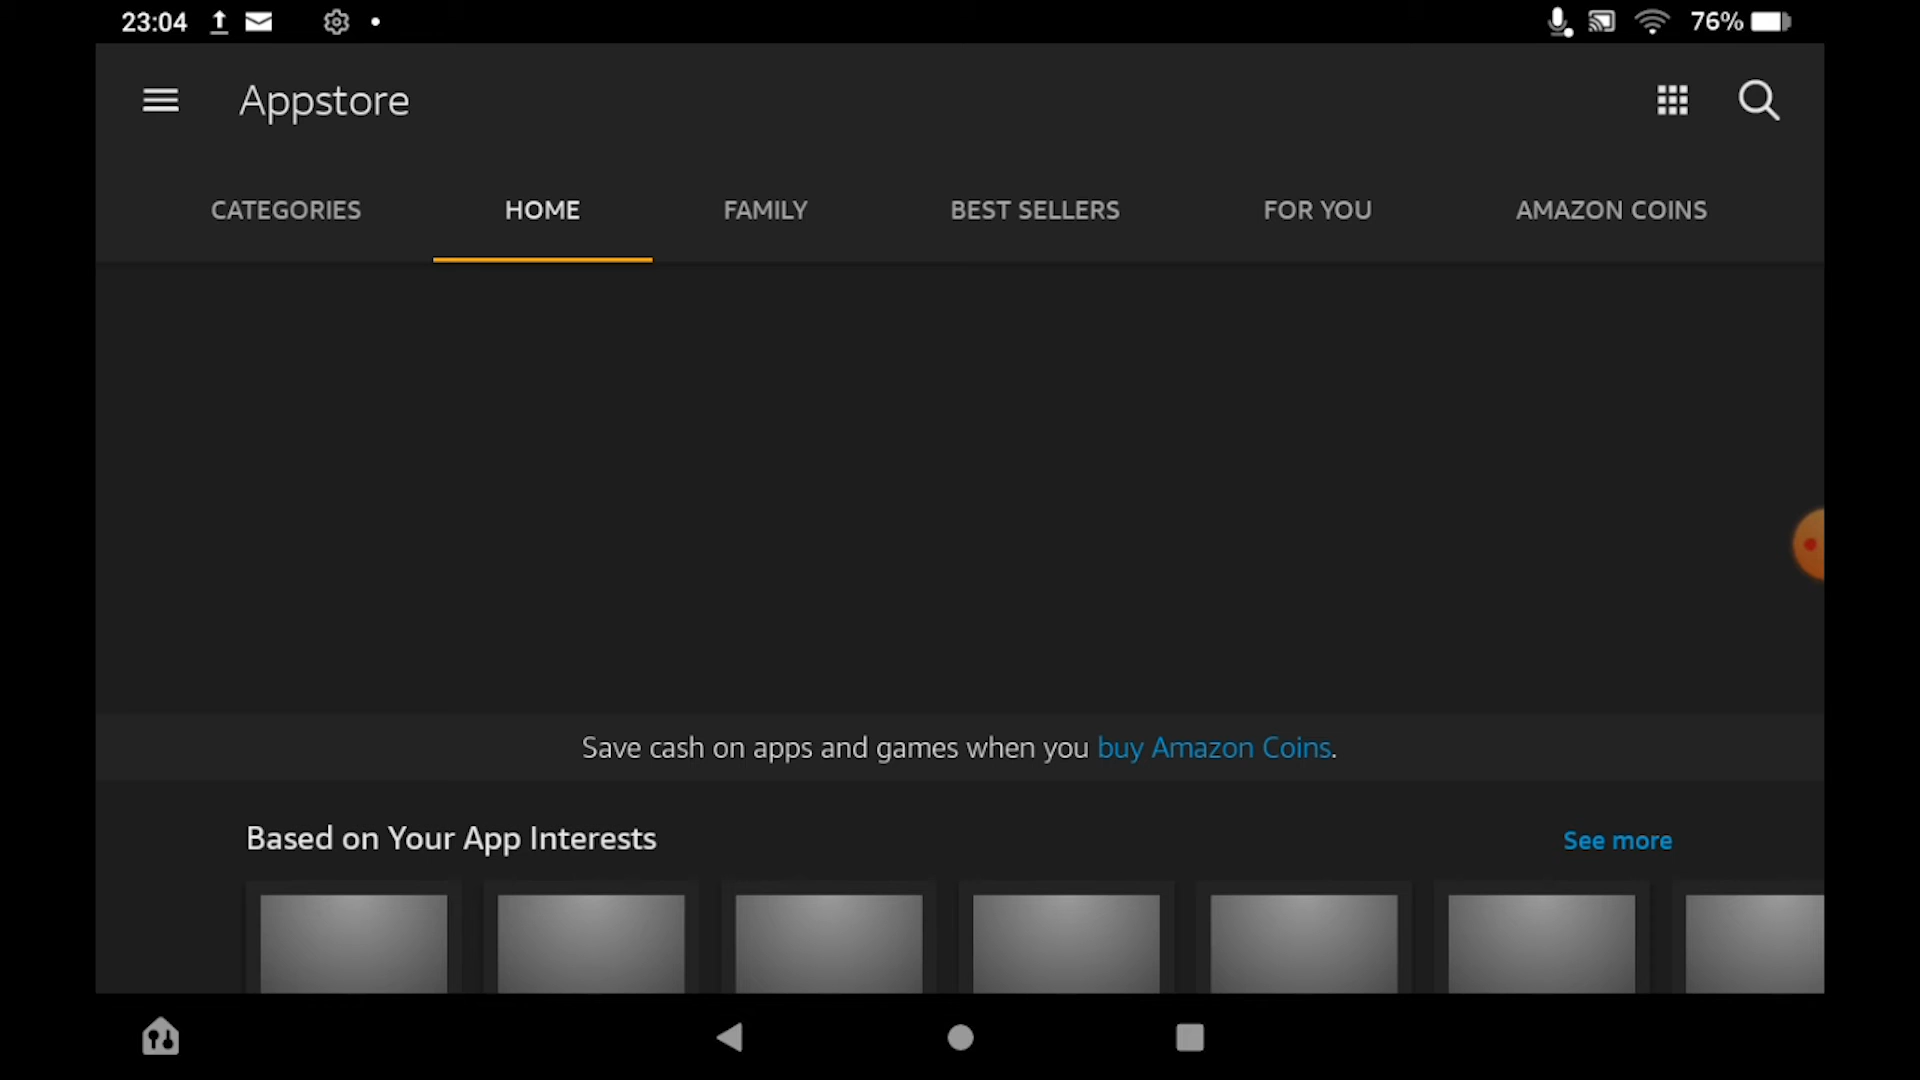 23:04
76%
Appstore
CATEGORIES
HOME
FAMILY
BEST SELLERS
FOR YOU
AMAZON COINS
Save cash on apps and games when you buy Amazon Coins.
Based on Your App Interests
See more